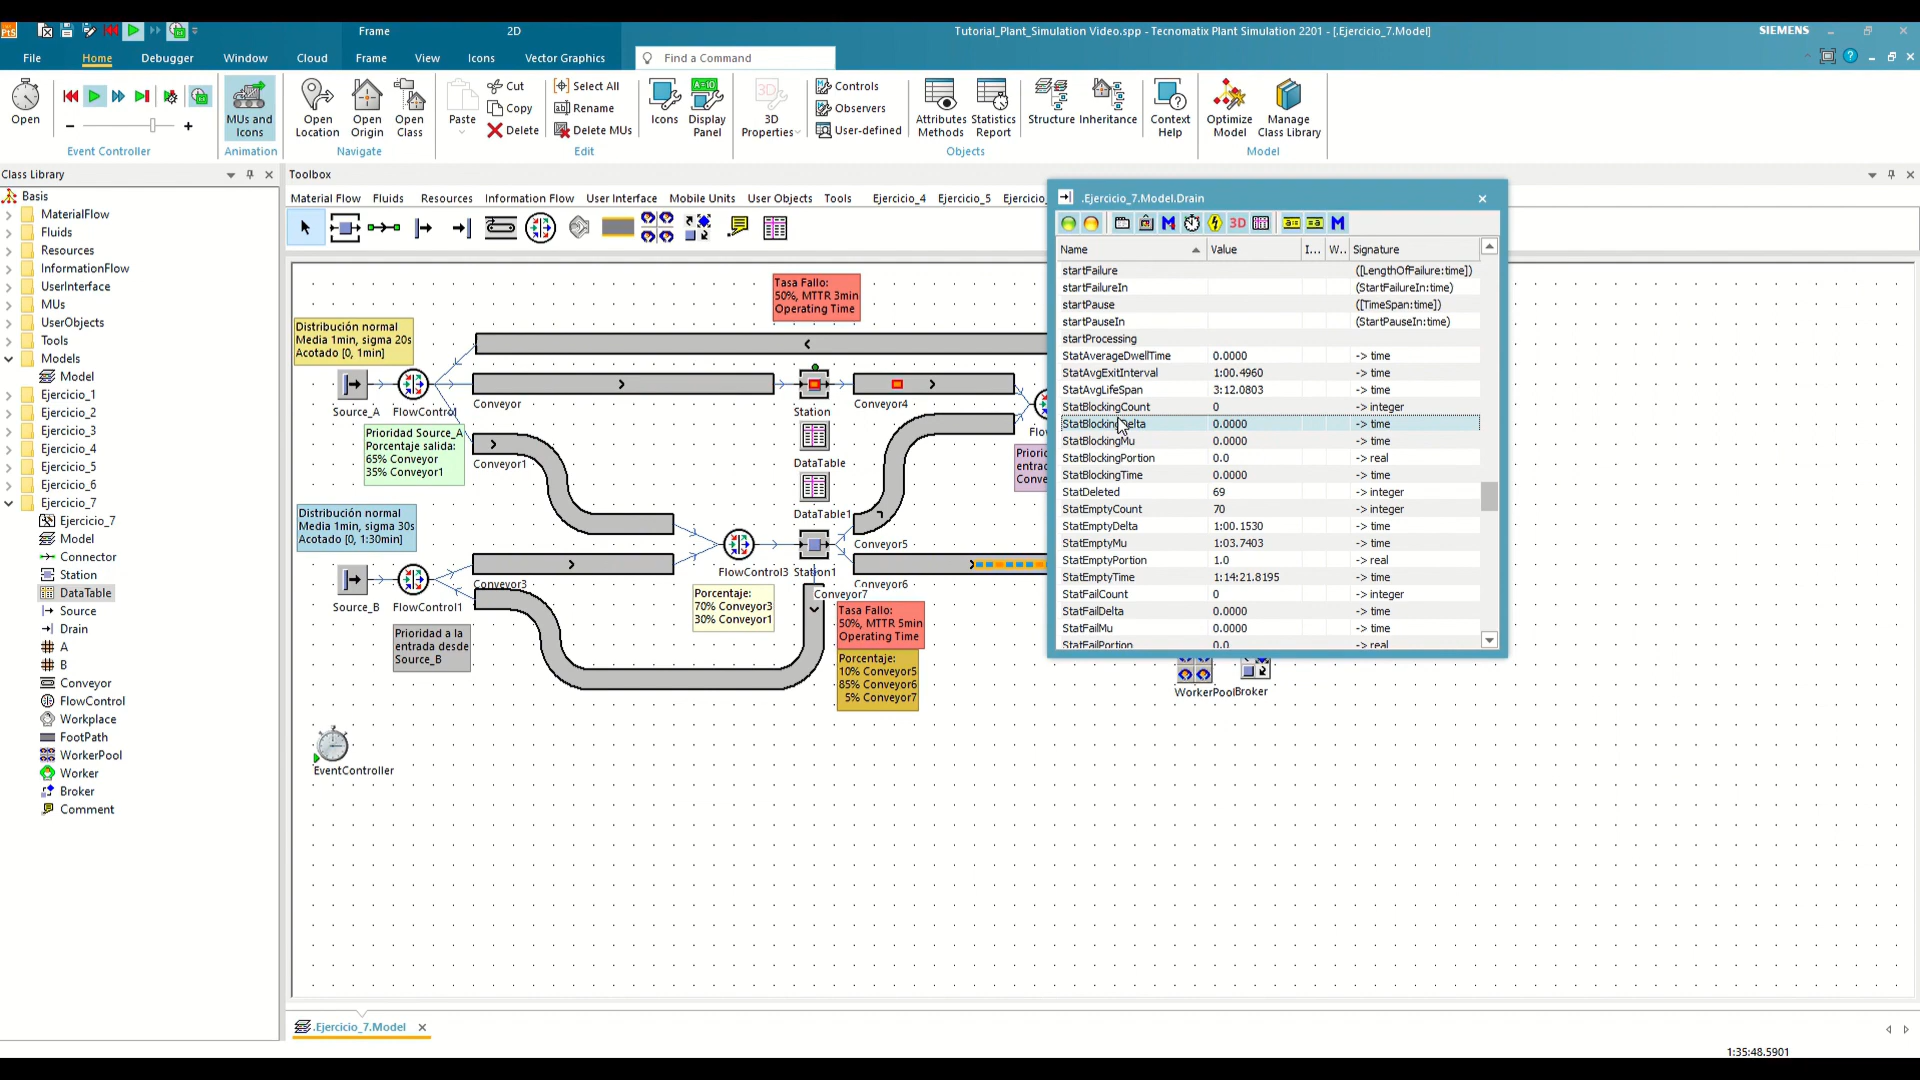 Frame
2D
Tutorial_Plant_Simulation Video.spp - Tecnomatix Plant Simulation 2201 - [.Ejercicio_7.Model]
SIEMENS
File
Home
Debugger
Window
Cloud
Frame
View
Icons
Vector Graphics
Find a Command
Open
Event Controller
MUs and
Icons
Animation
Open
Location
Open
Origin
Open
Class
Navigate
Paste
Cut
Copy
Delete
Select All
Rename
Delete MUs
Edit
Icons
Display
Panel
3D
Properties
Controls
Observers
User-defined
Attributes
Methods
Statistics
Report
Objects
Structure
Inheritance
Context
Help
Optimize
Model
Manage
Class Library
Model
Class Library
Basis
MaterialFlow
Fluids
Resources
InformationFlow
UserInterface
MUs
UserObjects
Tools
Models
Model
Ejercicio_1
Ejercicio_2
Ejercicio_3
Ejercicio_4
Ejercicio_5
Ejercicio_6
Ejercicio_7
Ejercicio_7
Model
Connector
Station
DataTable
Source
Drain
A
B
Conveyor
FlowControl
Workplace
FootPath
WorkerPool
Worker
Broker
Comment
Toolbox
Material Flow
Fluids
Resources
Information Flow
User Interface
Mobile Units
User Objects
Tools
Ejercicio_4
Ejercicio_5
Ejercicio
Tasa Fallo:
50%, MTTR 3min
Operating Time
Distribución normal
Media 1min, sigma 20s
Acotado [0, 1min]
Source_A
FlowControl
Conveyor
Station
Conveyor4
Flo
Prioridad Source_A
Porcentaje salida:
65% Conveyor
35% Conveyor1
Conveyor1
DataTable
DataTable1
Priorid
entrac
Conve
Distribución normal
Media 1min, sigma 30s
Acotado [0, 1:30min]
Source_B
FlowControl1
Conveyor3
FlowControl3
Station1
Conveyor5
Conveyor6
Conveyor7
Porcentaje:
70% Conveyor3
30% Conveyor1
Prioridad a la
entrada desde
Source_B
Tasa Fallo:
50%, MTTR 5min
Operating Time
Porcentaje:
10% Conveyor5
85% Conveyor6
5% Conveyor7
EventController
WorkerPool
Broker
.Ejercicio_7.Model.Drain
Name Value I... W.. Signature
startFailure ([LengthOfFailure:time])
startFailureIn (StartFailureIn:time)
startPause ([TimeSpan:time])
startPauseIn (StartPauseIn:time)
startProcessing
StatAverageDwellTime 0.0000 -> time
StatAvgExitInterval 1:00.4960 -> time
StatAvgLifeSpan 3:12.0803 -> time
StatBlockingCount 0 -> integer
StatBlockingDelta 0.0000 -> time
StatBlockingMu 0.0000 -> time
StatBlockingPortion 0.0 -> real
StatBlockingTime 0.0000 -> time
StatDeleted 69 -> integer
StatEmptyCount 70 -> integer
StatEmptyDelta 1:00.1530 -> time
StatEmptyMu 1:03.7403 -> time
StatEmptyPortion 1.0 -> real
StatEmptyTime 1:14:21.8195 -> time
StatFailCount 0 -> integer
StatFailDelta 0.0000 -> time
StatFailMu 0.0000 -> time
StatFailPortion 0.0 -> real
.Ejercicio_7.Model
1:35:48.5901